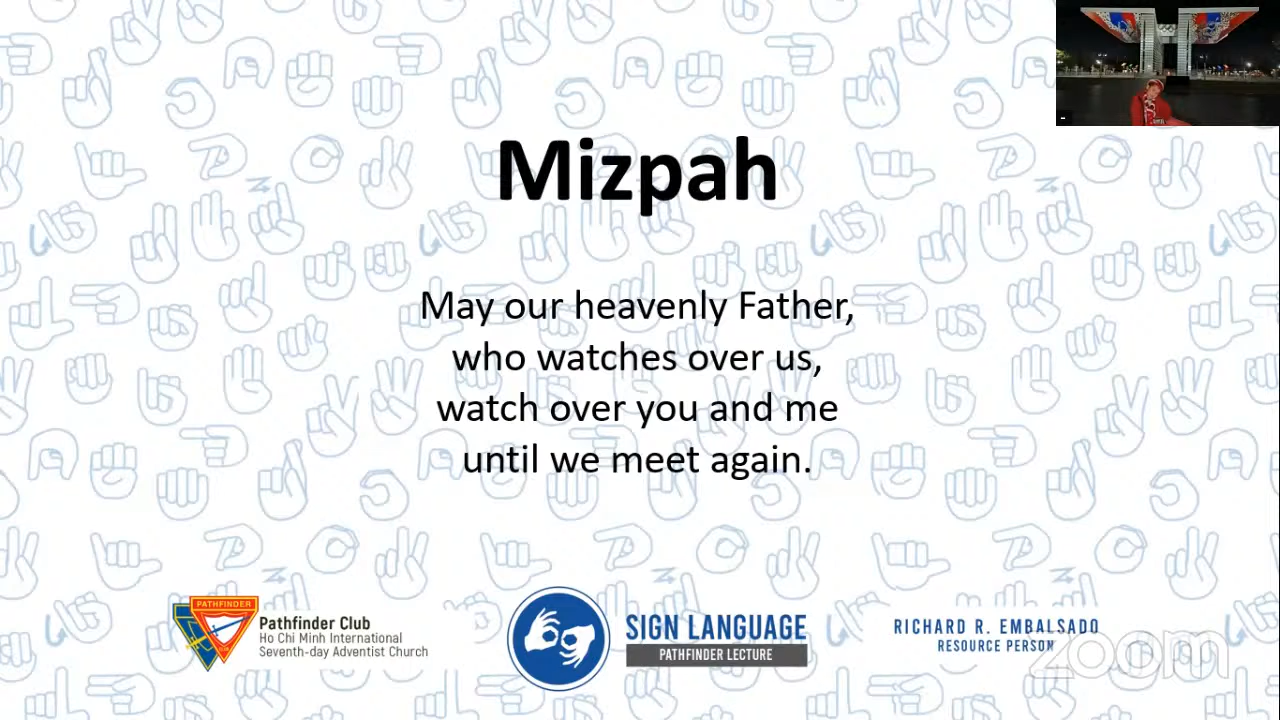 Mizpah
May our heavenly Father,
who watches over us,
watch over you and me
until we meet again.
PATHFINDER
Pathfinder Club
Ho Chi Minh International
Seventh-day Adventist Church
SIGN LANGUAGE
PATHFINDER LECTURE
RICHARD R. EMBALSADO
RESOURCE PERSON
zoom